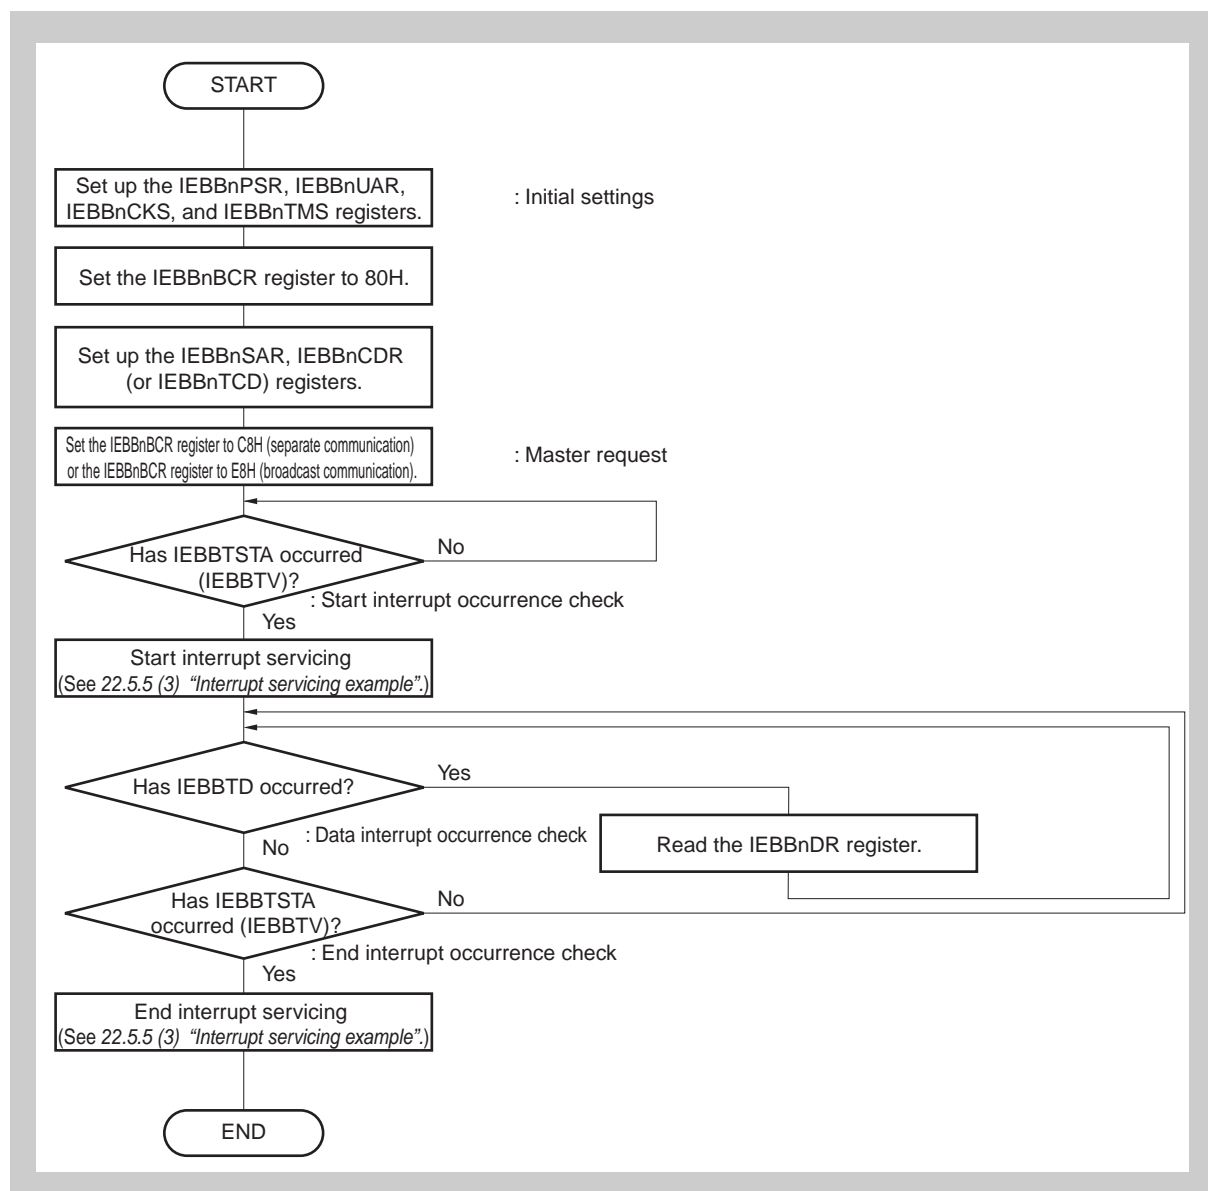 START
Set up the IEBBnPSR, IEBBnUAR,
IEBBnCKS, and IEBBnTMS registers.
: Initial settings
Set the IEBBnBCR register to 80H.
Set up the IEBBnSAR, IEBBnCDR
(or IEBBnTCD) registers.
Set the IEBBnBCR register to C8H (separate communication)
or the IEBBnBCR register to E8H (broadcast communication).
: Master request
Has IEBBTSTA occurred
(IEBBTV)?
No
: Start interrupt occurrence check
Yes
Start interrupt servicing
(See 22.5.5 (3) “Interrupt servicing example”.)
Has IEBBTD occurred?
Yes
: Data interrupt occurrence check
No
Read the IEBBnDR register.
Has IEBBTSTA
occurred (IEBBTV)?
No
: End interrupt occurrence check
Yes
End interrupt servicing
(See 22.5.5 (3) “Interrupt servicing example”.)
END